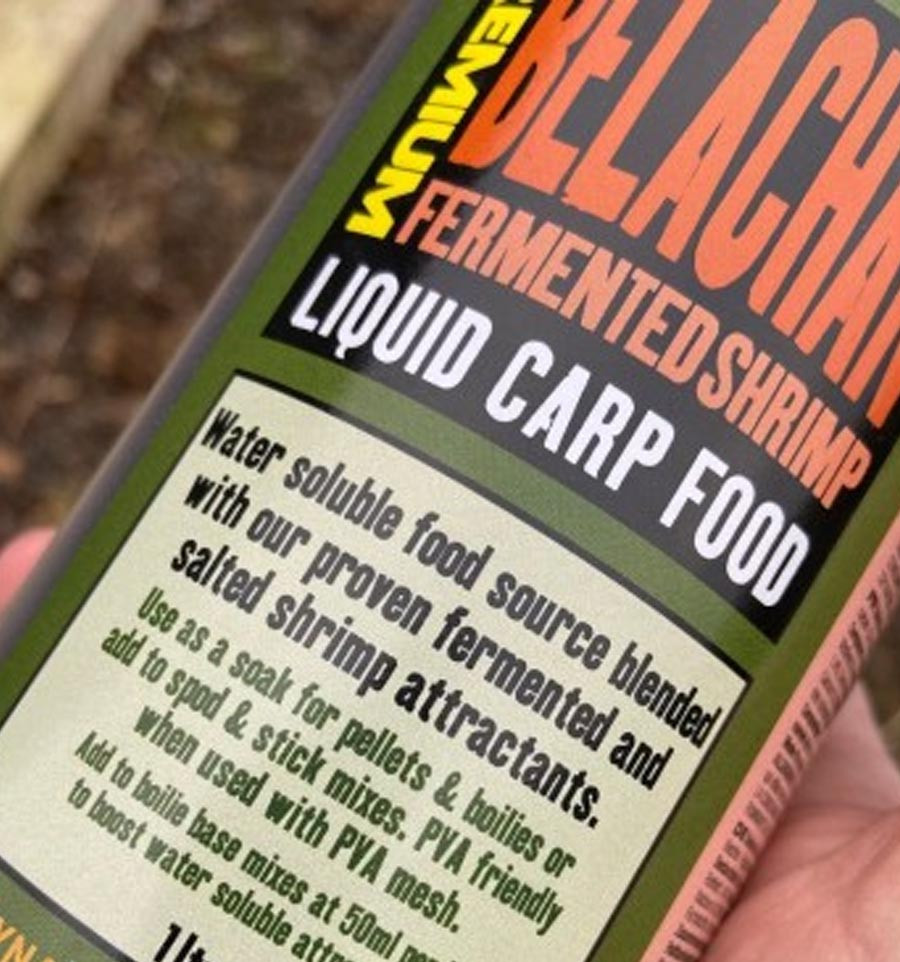 BELACHAN
FERMENTED SHRIMP
LIQUID CARP FOOD
Water soluble food source blended
with our proven fermented and
salted shrimp attractants.
Use as a soak for pellets & boilies or
add to spod & stick mixes. PVA friendly
when used with PVA mesh.
Add to boilie base mixes at 50ml
to boost water soluble